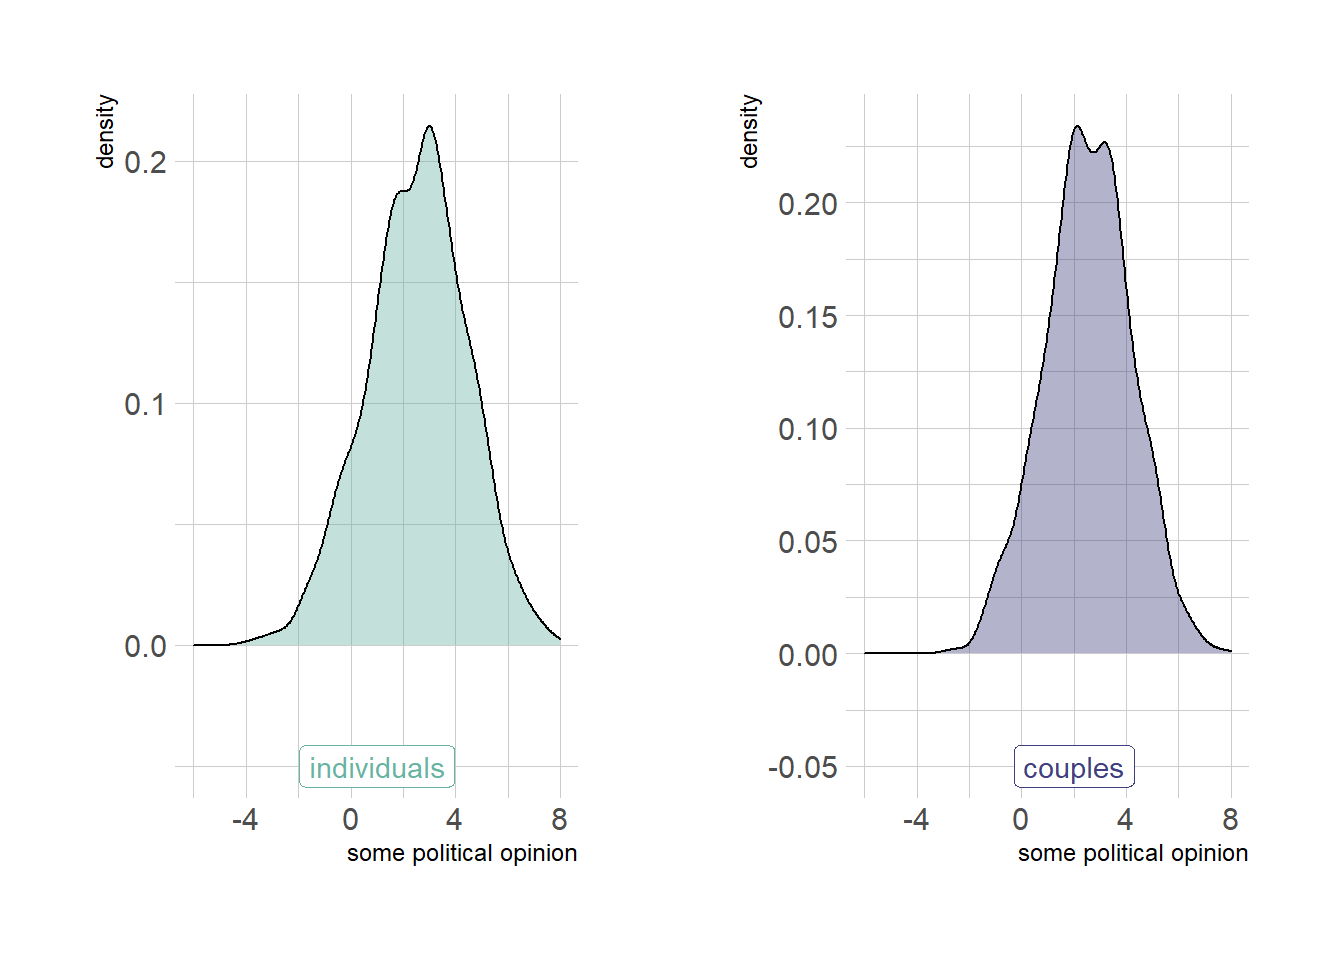 density
0.2
0.1
0.0
individuals
-4 0 4 8
some political opinion
density
0.20
0.15
0.10
0.05
0.00
-0.05
couples
-4 0 4 8
some political opinion